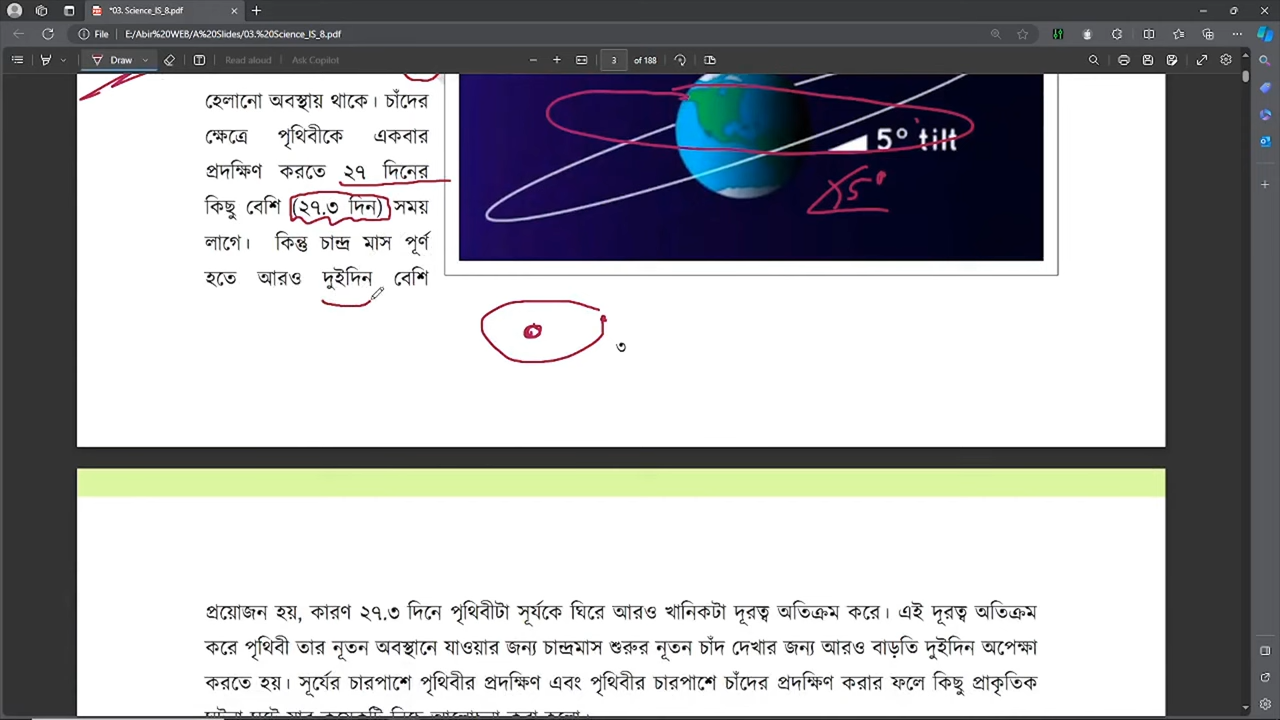 *03. Science_IS_8.pdf
File
E:/Abir%20WEB/A%20Slides/03.%20Science_IS_8.pdf
Draw
Read aloud
Ask Copilot
3 of 188
হেলানো অবস্থায় থাকে। চাঁদের
ক্ষেত্রে পৃথিবীকে একবার
প্রদক্ষিণ করতে ২৭ দিনের
কিছু বেশি (২৭.৩ দিন) সময়
লাগে। কিন্তু চান্দ্র মাস পূর্ণ
হতে আরও দুইদিন বেশি
5° tilt
5°
৩
প্রয়োজন হয়, কারণ ২৭.৩ দিনে পৃথিবীটা সূর্যকে ঘিরে আরও খানিকটা দূরত্ব অতিক্রম করে। এই দূরত্ব অতিক্রম
করে পৃথিবী তার নূতন অবস্থানে যাওয়ার জন্য চান্দ্রমাস শুরুর নূতন চাঁদ দেখার জন্য আরও বাড়তি দুইদিন অপেক্ষা
করতে হয়। সূর্যের চারপাশে পৃথিবীর প্রদক্ষিণ এবং পৃথিবীর চারপাশে চাঁদের প্রদক্ষিণ করার ফলে কিছু প্রাকৃতিক